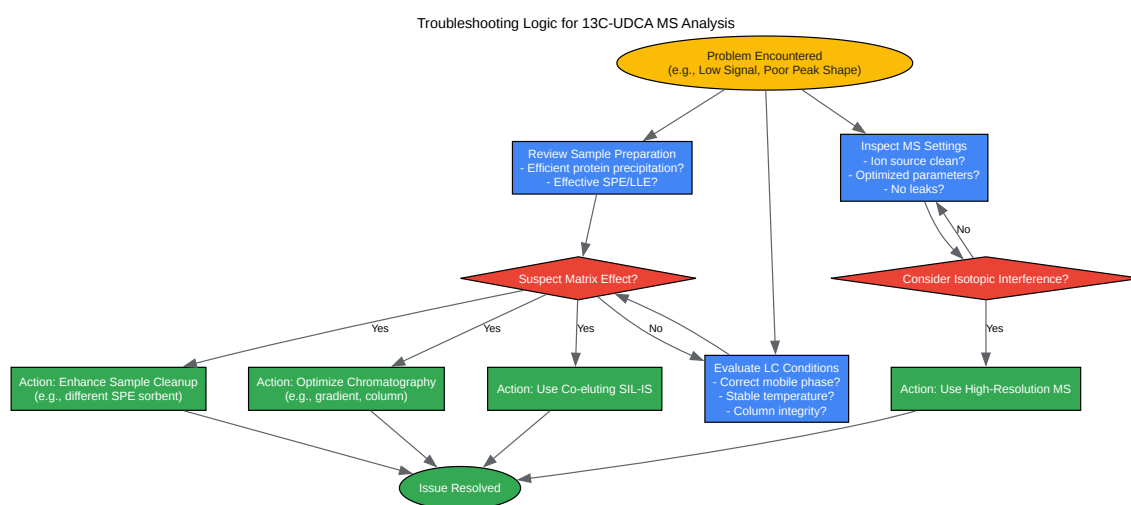 Troubleshooting Logic for 13C-UDCA MS Analysis
Problem Encountered
(e.g., Low Signal, Poor Peak Shape)
Review Sample Preparation
- Efficient protein precipitation?
- Effective SPE/LLE?
Inspect MS Settings
- Ion source clean?
- Optimized parameters?
- No leaks?
No
Suspect Matrix Effect?
Consider Isotopic Interference?
Yes
Yes
Yes
No
Yes
Action: Enhance Sample Cleanup
(e.g., different SPE sorbent)
Action: Optimize Chromatography
(e.g., gradient, column)
Action: Use Co-eluting SIL-IS
Evaluate LC Conditions
- Correct mobile phase?
- Stable temperature?
- Column integrity?
Action: Use High-Resolution MS
Issue Resolved